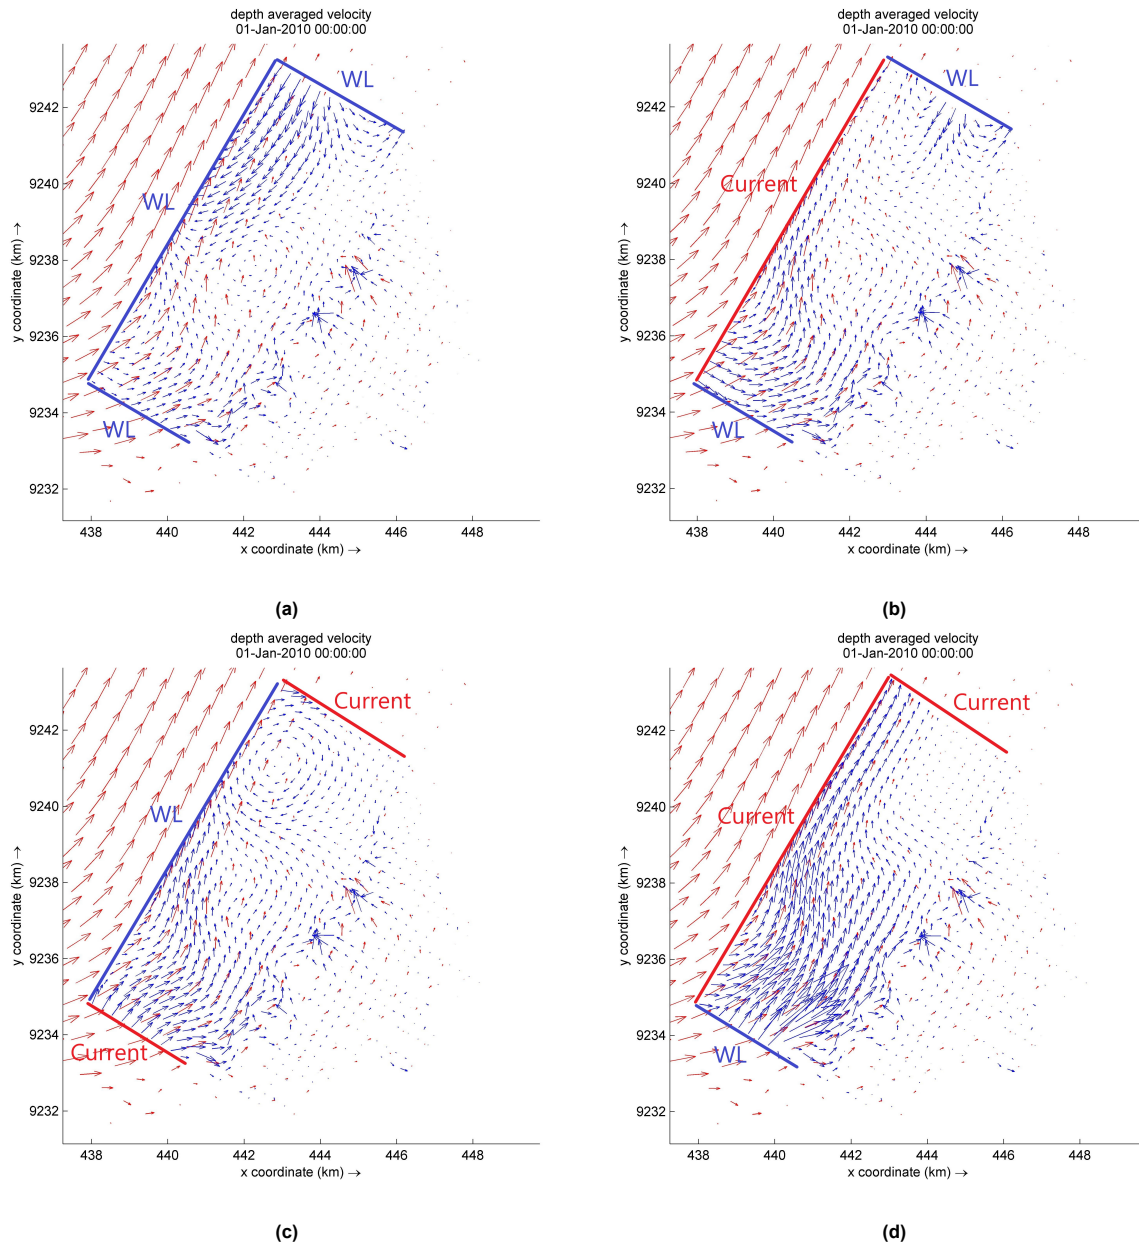 depth averaged velocity
01-Jan-2010 00:00:00
WL
WL
WL
9242
9240
9238
9236
9234
9232
y coordinate (km) →
438 440 442 444 446 448
x coordinate (km) →
(a)
depth averaged velocity
01-Jan-2010 00:00:00
WL
Current
WL
9242
9240
9238
9236
9234
9232
y coordinate (km) →
438 440 442 444 446 448
x coordinate (km) →
(b)
depth averaged velocity
01-Jan-2010 00:00:00
Current
WL
Current
9242
9240
9238
9236
9234
9232
y coordinate (km) →
438 440 442 444 446 448
x coordinate (km) →
(c)
depth averaged velocity
01-Jan-2010 00:00:00
Current
Current
WL
9242
9240
9238
9236
9234
9232
y coordinate (km) →
438 440 442 444 446 448
x coordinate (km) →
(d)